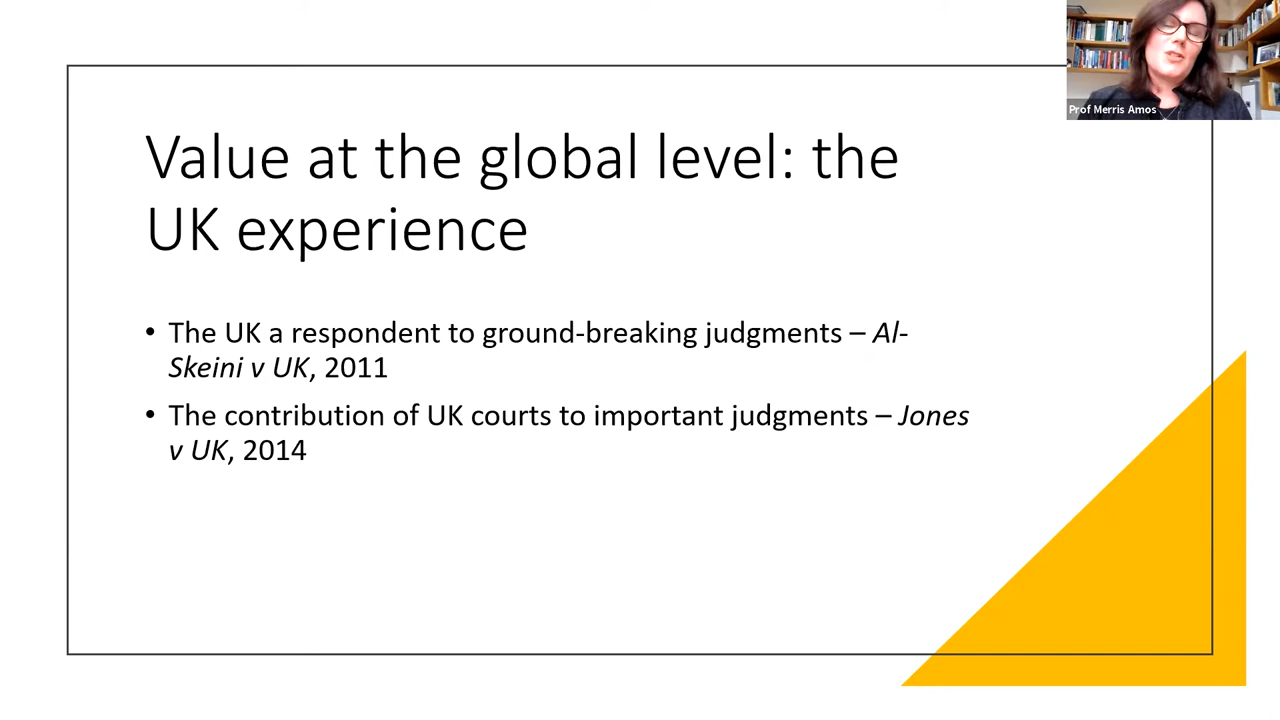 Prof Merris Amos
Value at the global level: the
UK experience
• The UK a respondent to ground-breaking judgments – Al-
Skeini v UK, 2011
• The contribution of UK courts to important judgments – Jones
v UK, 2014